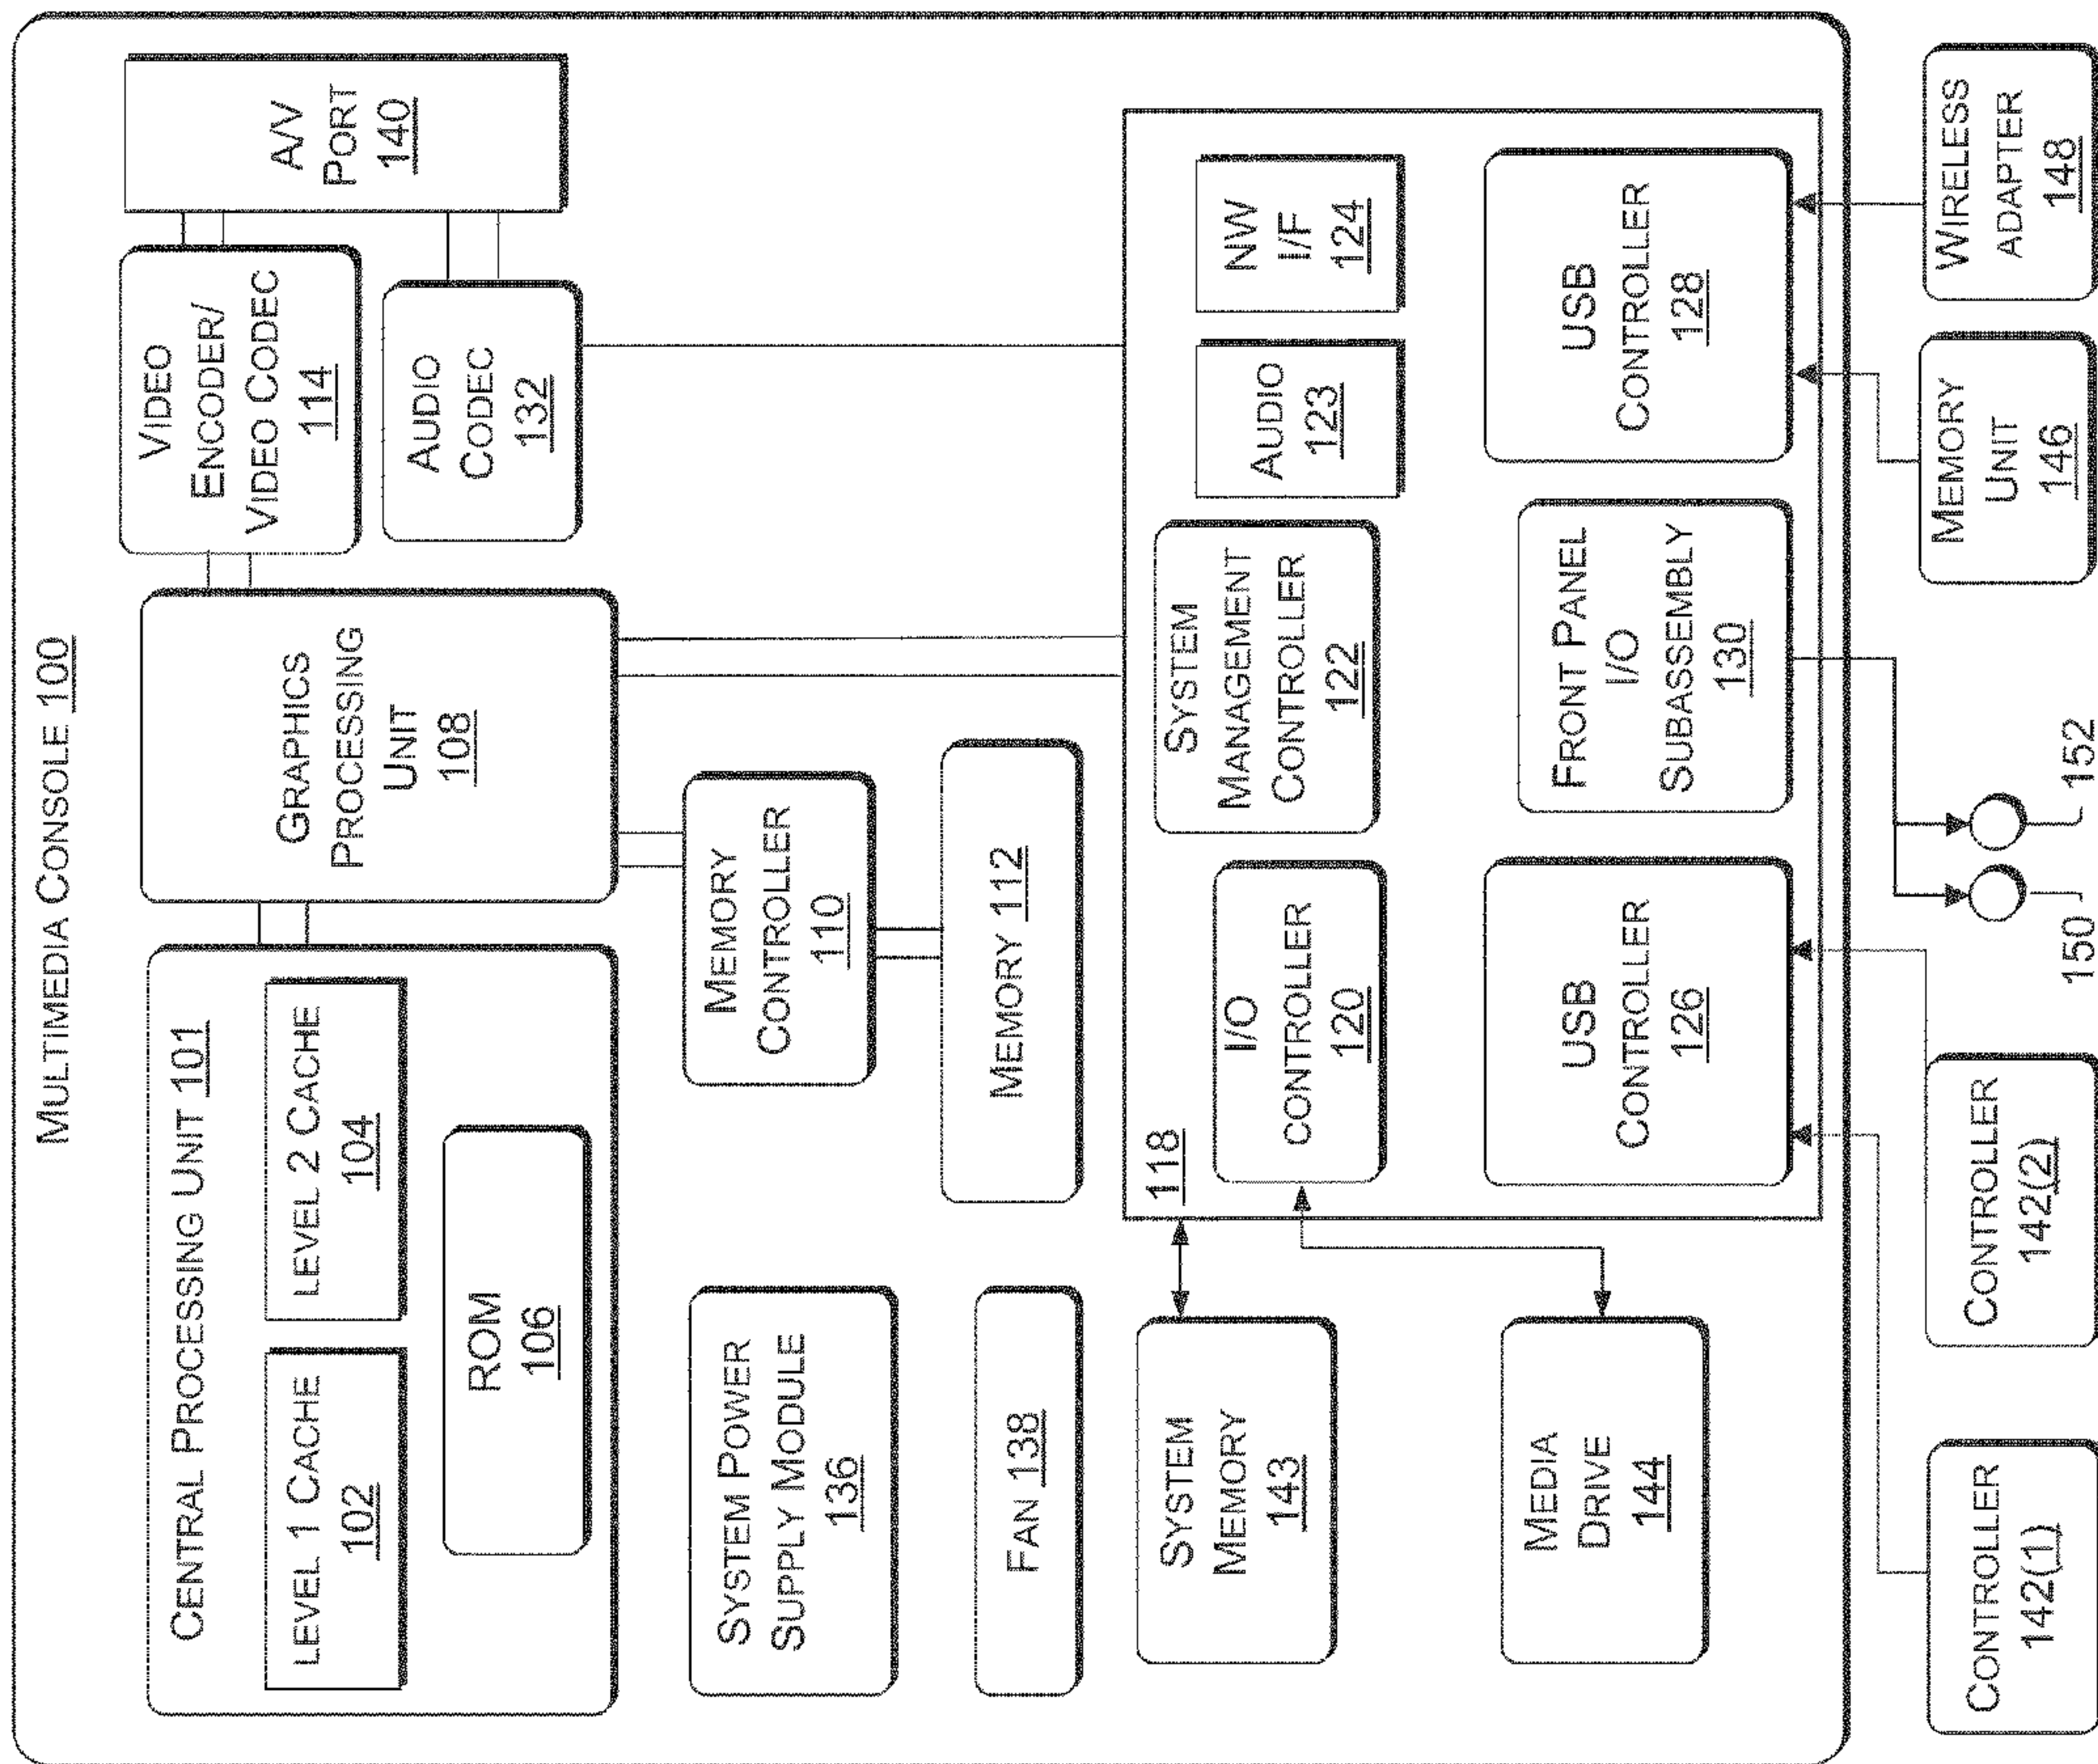 MULTIMEDIA CONSOLE 100
CENTRAL PROCESSING UNIT 101
LEVEL 1 CACHE
102
LEVEL 2 CACHE
104
ROM
106
GRAPHICS
PROCESSING
UNIT
108
VIDEO
ENCODER/
VIDEO CODEC
114
AUDIO
CODEC
132
A/V
PORT
140
SYSTEM POWER
SUPPLY MODULE
136
MEMORY
CONTROLLER
110
FAN 138
MEMORY 112
118
SYSTEM
MEMORY
143
I/O
CONTROLLER
120
SYSTEM
MANAGEMENT
CONTROLLER
122
AUDIO
123
NW
I/F
124
MEDIA
DRIVE
144
USB
CONTROLLER
126
FRONT PANEL
I/O
SUBASSEMBLY
130
USB
CONTROLLER
128
CONTROLLER
142(1)
CONTROLLER
142(2)
150
152
MEMORY
UNIT
146
WIRELESS
ADAPTER
148